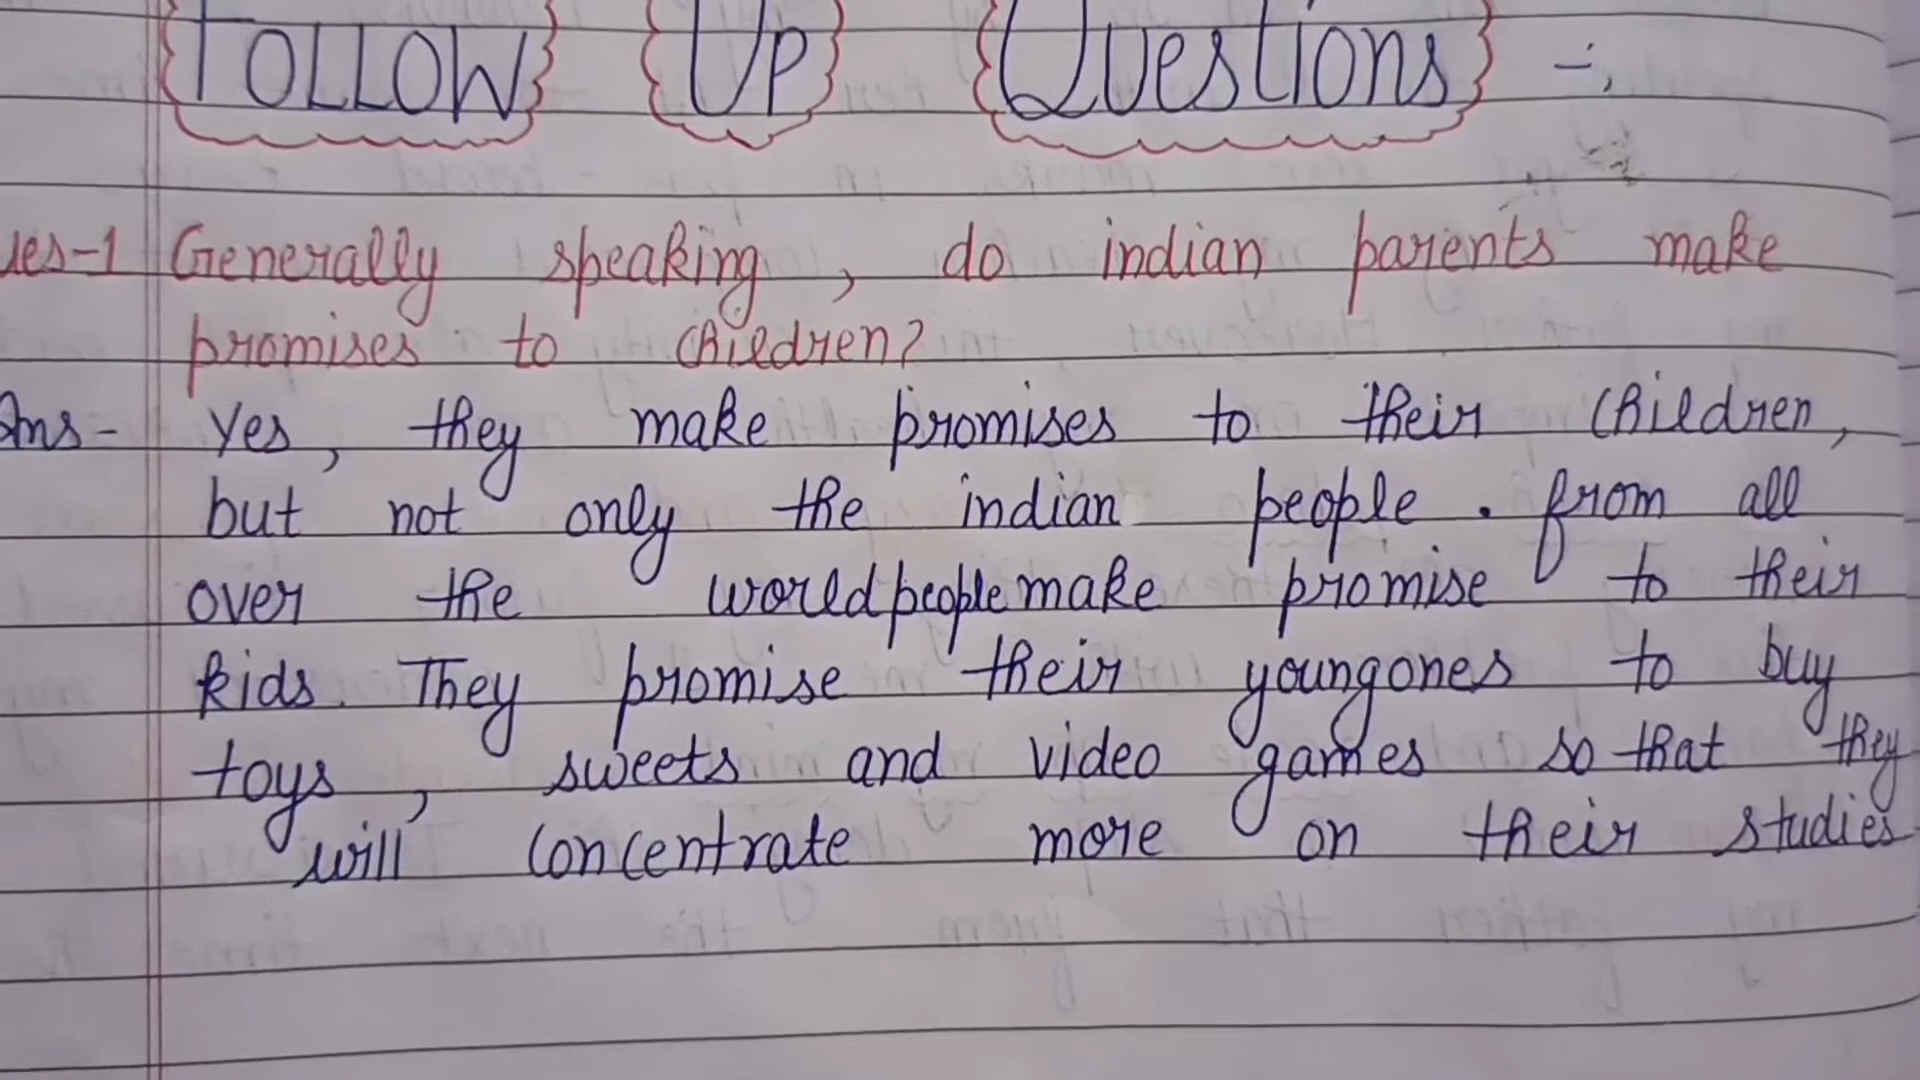 FOLLOW UP Questions :-
ues-1 Generally speaking, do indian parents make
promises to children?
Ans- Yes, they make promises to their children,
but not only the indian people. from all
over the world people make promise to their
kids. They promise their youngones to buy
toys, sweets and video games so that they
will concentrate more on their studies